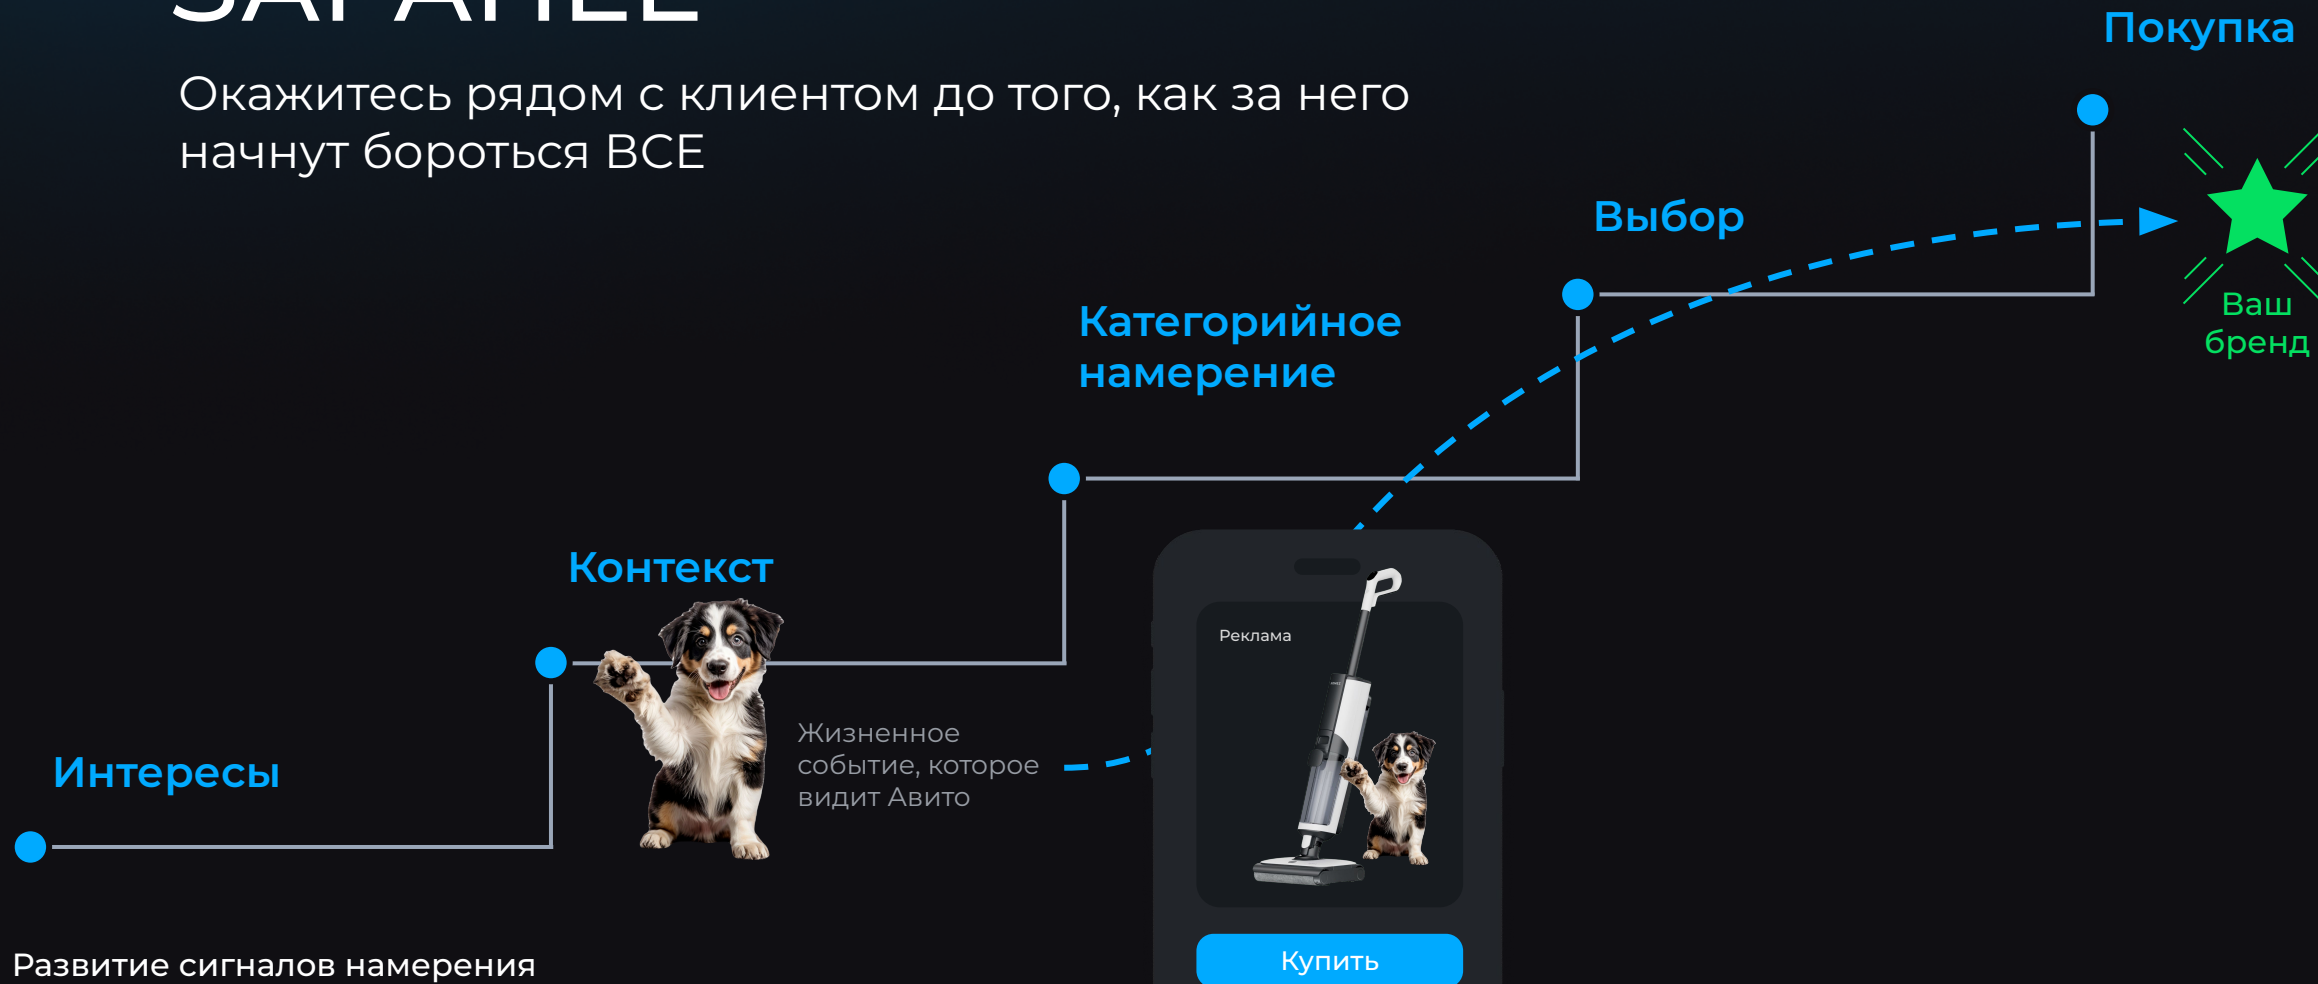 ЗАРАНЕЕ
Окажитесь рядом с клиентом до того, как за него
начнут бороться ВСЕ
Покупка
Ваш
бренд
Выбор
Категорийное
намерение
Контекст
Жизненное
событие, которое
видит Авито
Интересы
Реклама
Купить
Развитие сигналов намерения